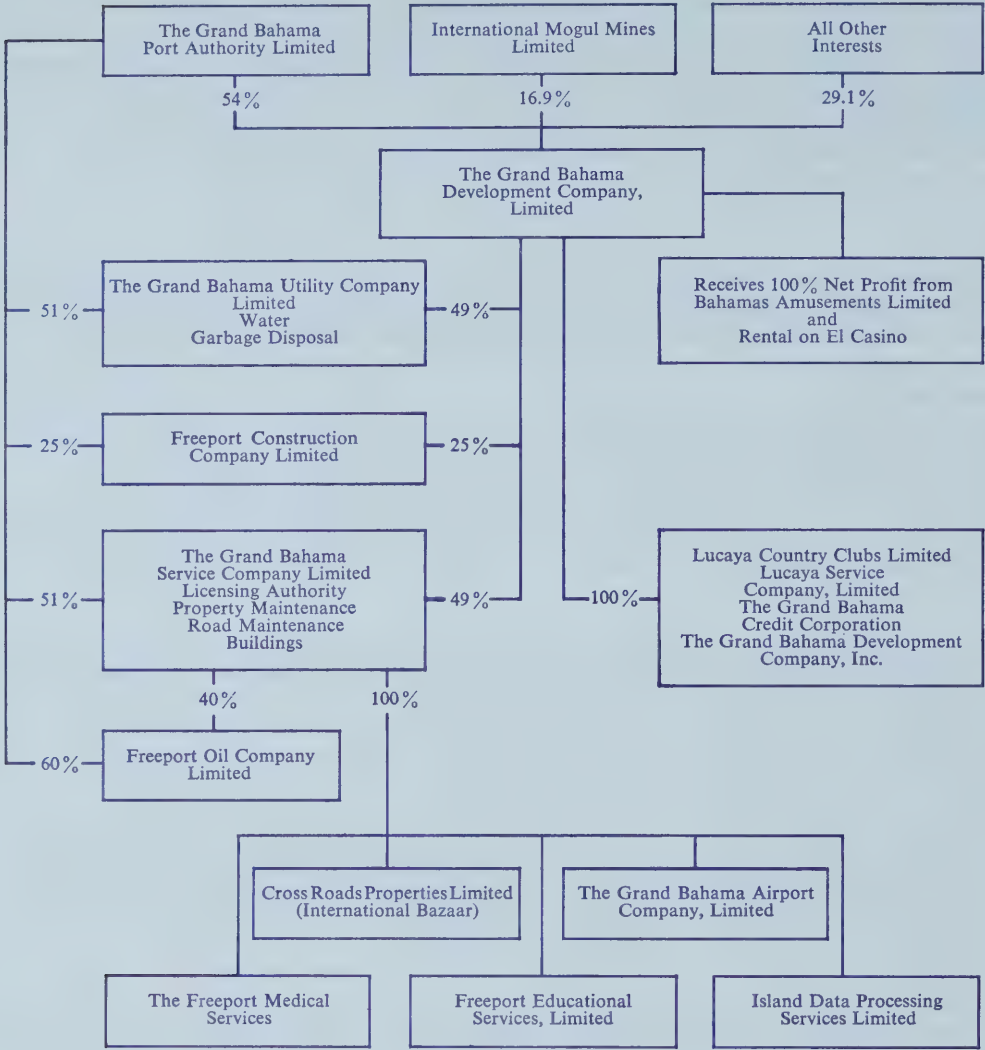 The Grand Bahama
Port Authority Limited
International Mogul Mines
Limited
All Other
Interests
54%
16.9%
29.1%
The Grand Bahama
Development Company,
Limited
The Grand Bahama Utility Company
Limited
Water
Garbage Disposal
51%
49%
Receives 100% Net Profit from
Bahamas Amusements Limited
and
Rental on El Casino
25%
Freeport Construction
Company Limited
25%
The Grand Bahama
Service Company Limited
Licensing Authority
Property Maintenance
Road Maintenance
Buildings
51%
49%
100%
Lucaya Country Clubs Limited
Lucaya Service
Company, Limited
The Grand Bahama
Credit Corporation
The Grand Bahama Development
Company, Inc.
40%
100%
60%
Freeport Oil Company
Limited
Cross Roads Properties Limited
(International Bazaar)
The Grand Bahama Airport
Company, Limited
The Freeport Medical
Services
Freeport Educational
Services, Limited
Island Data Processing
Services Limited